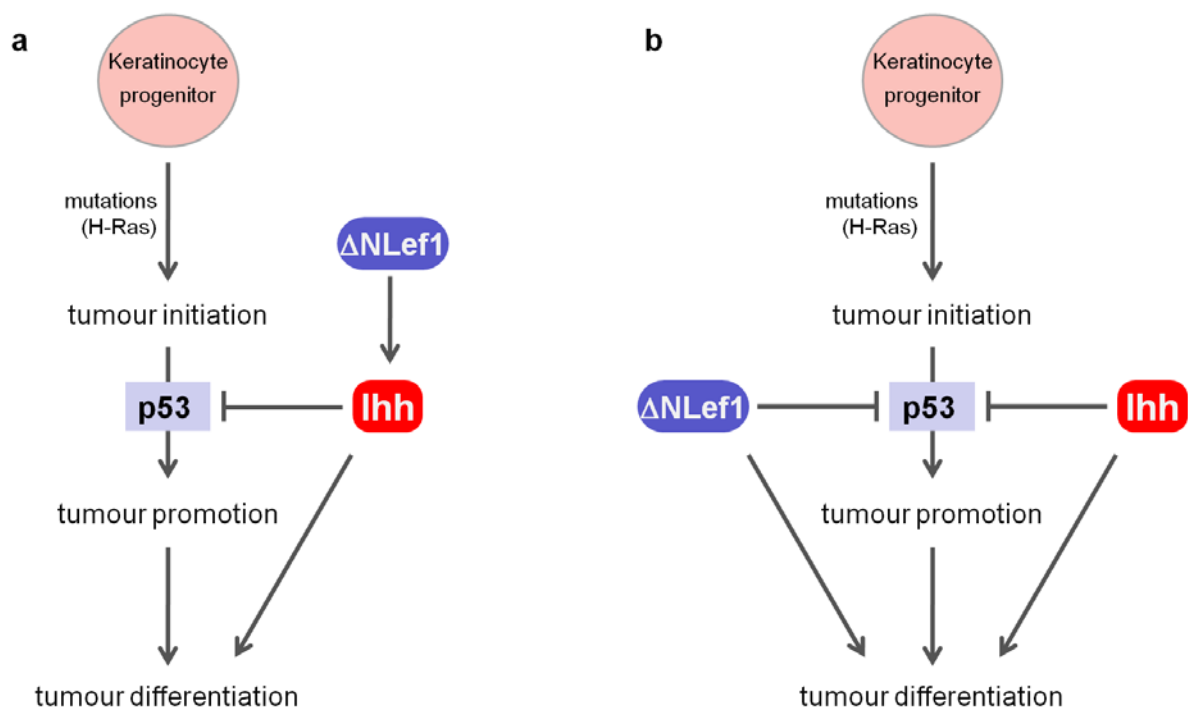 a
Keratinocyte
progenitor
mutations
(H-Ras)
ΔNLef1
tumour initiation
p53
Ihh
tumour promotion
tumour differentiation
b
Keratinocyte
progenitor
mutations
(H-Ras)
tumour initiation
ΔNLef1
p53
Ihh
tumour promotion
tumour differentiation